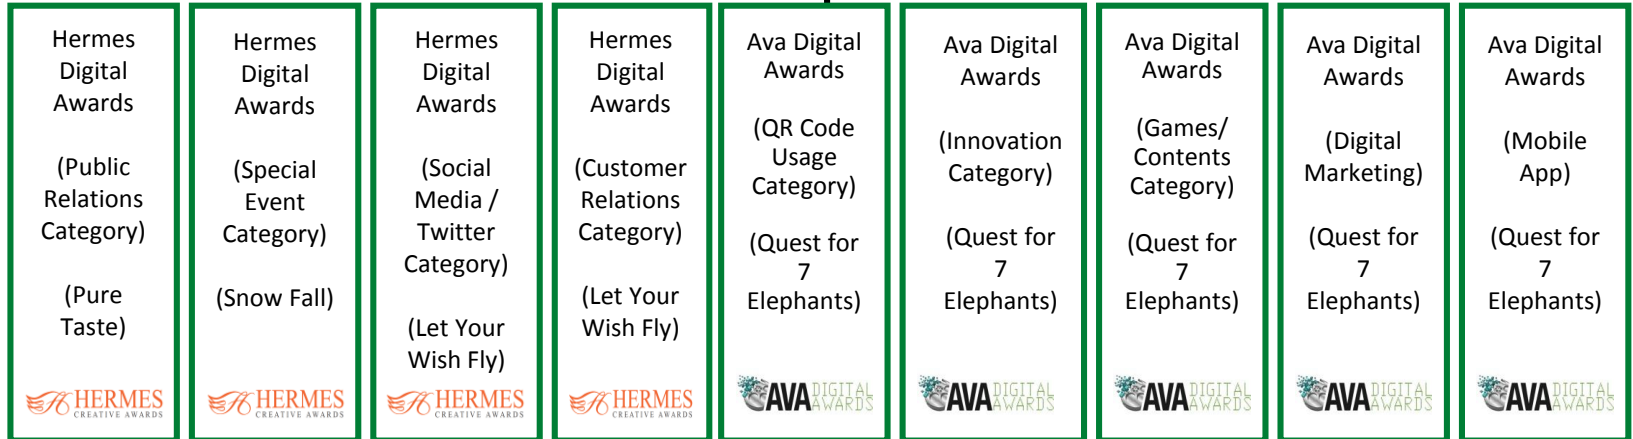 Hermes
Digital
Awards
(Public
Relations
Category)
(Pure
Taste)
HERMES
CREATIVE AWARDS
Hermes
Digital
Awards
(Special
Event
Category)
(Snow Fall)
HERMES
CREATIVE AWARDS
Hermes
Digital
Awards
(Social
Media /
Twitter
Category)
(Let Your
Wish Fly)
HERMES
CREATIVE AWARDS
Hermes
Digital
Awards
(Customer
Relations
Category)
(Let Your
Wish Fly)
HERMES
CREATIVE AWARDS
Ava Digital
Awards
(QR Code
Usage
Category)
(Quest for
7
Elephants)
AVA DIGITAL
AWARDS
Ava Digital
Awards
(Innovation
Category)
(Quest for
7
Elephants)
AVA DIGITAL
AWARDS
Ava Digital
Awards
(Games/
Contents
Category)
(Quest for
7
Elephants)
AVA DIGITAL
AWARDS
Ava Digital
Awards
(Digital
Marketing)
(Quest for
7
Elephants)
AVA DIGITAL
AWARDS
Ava Digital
Awards
(Mobile
App)
(Quest for
7
Elephants)
AVA DIGITAL
AWARDS